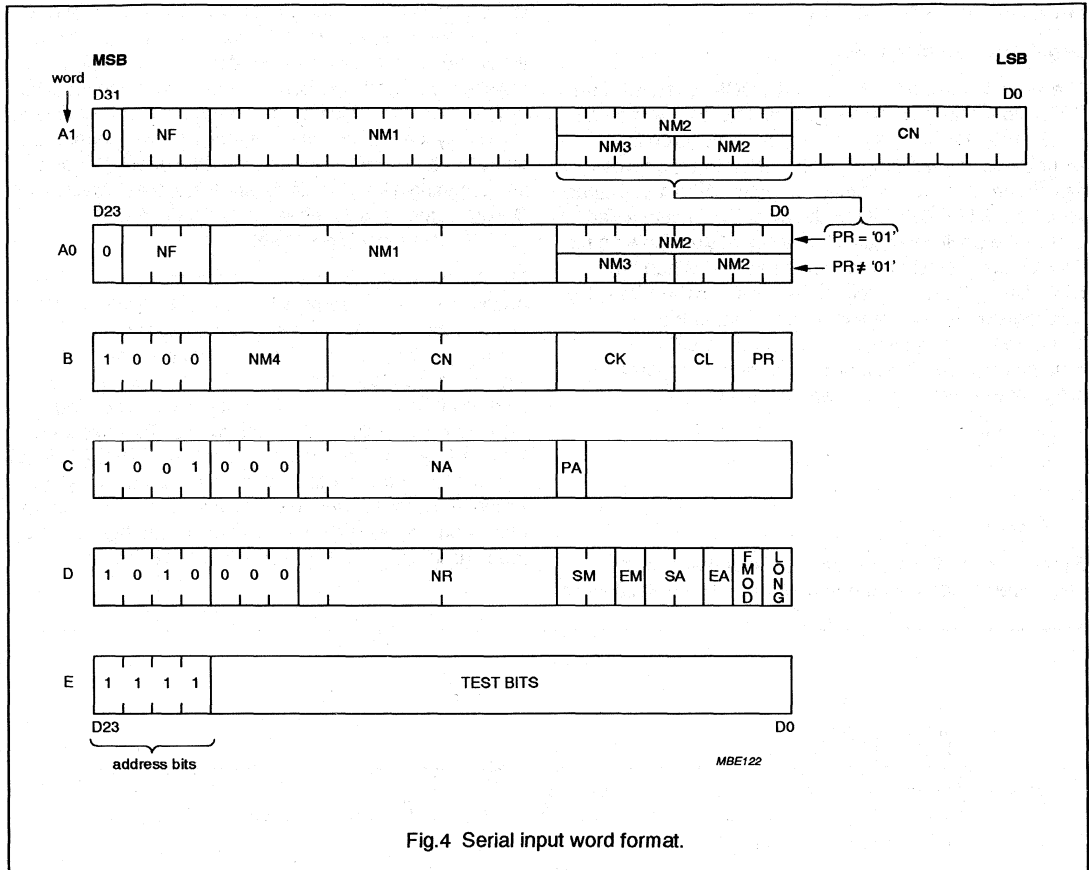 MSB LSB
word
D31 D0
A1 0 NF NM1 NM2 CN
NM3 NM2
D23 D0
A0 0 NF NM1 NM2 PR = '01'
NM3 NM2 PR ≠ '01'
B 1 0 0 0 NM4 CN CK CL PR
C 1 0 0 1 0 0 0 NA PA
D 1 0 1 0 0 0 0 NR SM EM SA EA FMOD LONG
E 1 1 1 1 TEST BITS
D23 D0
address bits
MBE122
Fig.4 Serial input word format.